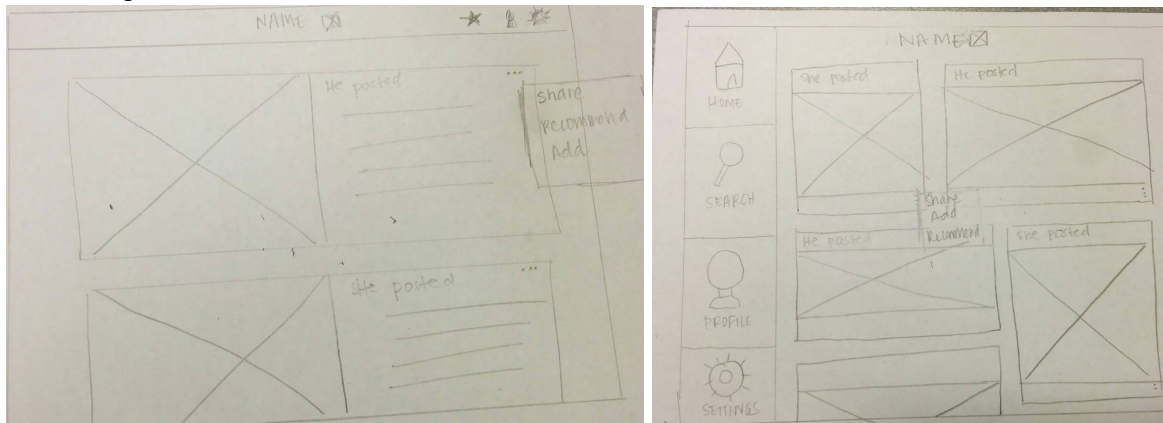 NAME
He posted
Share
Recommend
Add
She posted
NAME
HOME
SEARCH
PROFILE
SETTINGS
She posted
He posted
Share
Add
Recommend
He posted
She posted